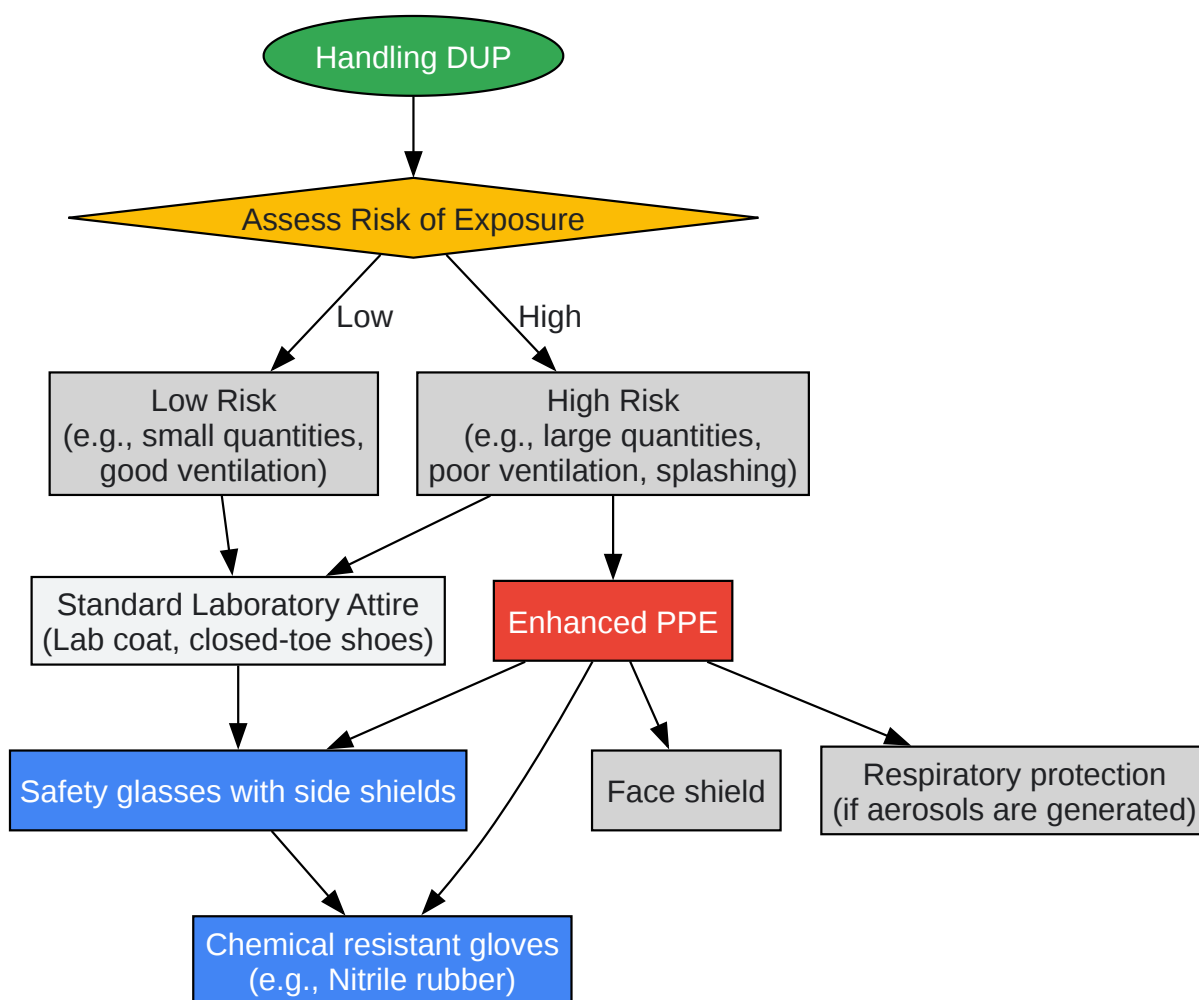 Handling DUP
Assess Risk of Exposure
Low
High
Low Risk
(e.g., small quantities,
good ventilation)
High Risk
(e.g., large quantities,
poor ventilation, splashing)
Standard Laboratory Attire
(Lab coat, closed-toe shoes)
Enhanced PPE
Safety glasses with side shields
Face shield
Respiratory protection
(if aerosols are generated)
Chemical resistant gloves
(e.g., Nitrile rubber)